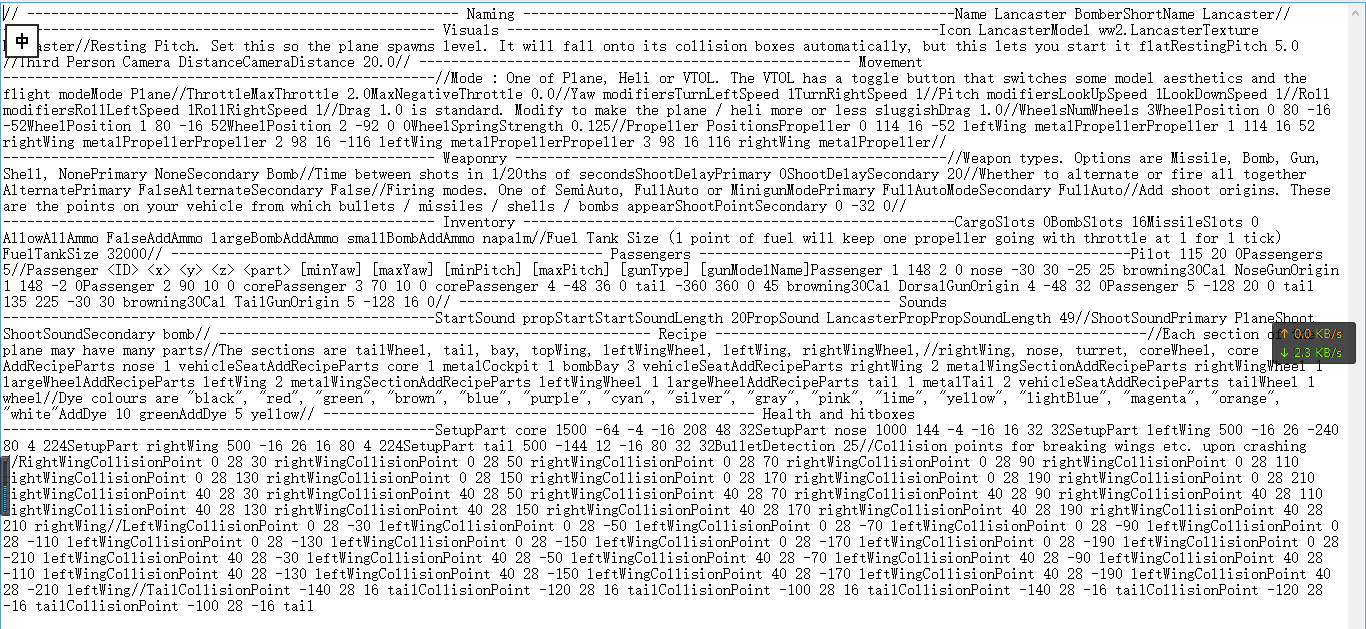 // ------------------------------------------------------ Naming ------------------------------------------------------Name Lancaster BomberShortName Lancaster//
------------------------------------------------------ Visuals ------------------------------------------------------Icon LancasterModel ww2.LancasterTexture
中
//Resting Pitch. Set this so the plane spawns level. It will fall onto its collision boxes automatically, but this lets you start it flatRestingPitch 5.0
//Third Person Camera DistanceCameraDistance 20.0// ------------------------------------------------------ Movement
------------------------------------------------------//Mode : One of Plane, Heli or VTOL. The VTOL has a toggle button that switches some model aesthetics and the
flight modeMode Plane//ThrottleMaxThrottle 2.0MaxNegativeThrottle 0.0//Yaw modifiersTurnLeftSpeed 1TurnRightSpeed 1//Pitch modifiersLookUpSpeed 1LookDownSpeed 1//Roll
modifiersRollLeftSpeed 1RollRightSpeed 1//Drag 1.0 is standard. Modify to make the plane / heli more or less sluggishDrag 1.0//WheelsNumWheels 3WheelPosition 0 80 -16
-52WheelPosition 1 80 -16 52WheelPosition 2 -92 0 0WheelSpringStrength 0.125//Propeller PositionsPropeller 0 114 16 -52 leftWing metalPropellerPropeller 1 114 16 52
rightWing metalPropellerPropeller 2 98 16 -116 leftWing metalPropellerPropeller 3 98 16 116 rightWing metalPropeller//
------------------------------------------------------ Weaponry ------------------------------------------------------//Weapon types. Options are Missile, Bomb, Gun,
Shell, NonePrimary NoneSecondary Bomb//Time between shots in 1/20ths of secondsShootDelayPrimary 0ShootDelaySecondary 20//Whether to alternate or fire all together
AlternatePrimary FalseAlternateSecondary False//Firing modes. One of SemiAuto, FullAuto or MinigunModePrimary FullAutoModeSecondary FullAuto//Add shoot origins. These
are the points on your vehicle from which bullets / missiles / shells / bombs appearShootPointSecondary 0 -32 0//
------------------------------------------------------ Inventory ------------------------------------------------------CargoSlots 0BombSlots 16MissileSlots 0
AllowAllAmmo FalseAddAmmo largeBombAddAmmo smallBombAddAmmo napalm//Fuel Tank Size (1 point of fuel will keep one propeller going with throttle at 1 for 1 tick)
FuelTankSize 32000// ------------------------------------------------------ Passengers ------------------------------------------------------Pilot 115 20 0Passengers
5//Passenger <ID> <x> <y> <z> <part> [minYaw] [maxYaw] [minPitch] [maxPitch] [gunType] [gunModelName]Passenger 1 148 2 0 nose -30 30 -25 25 browning30Cal NoseGunOrigin
1 148 -2 0Passenger 2 90 10 0 corePassenger 3 70 10 0 corePassenger 4 -48 36 0 tail -360 360 0 45 browning30Cal DorsalGunOrigin 4 -48 32 0Passenger 5 -128 20 0 tail
135 225 -30 30 browning30Cal TailGunOrigin 5 -128 16 0// ------------------------------------------------------ Sounds
------------------------------------------------------StartSound propStartStartSoundLength 20PropSound LancasterPropPropSoundLength 49//ShootSoundPrimary PlaneShoot
ShootSoundSecondary bomb// ------------------------------------------------------ Recipe ------------------------------------------------------//Each section
↑ 0.0 KB/s
plane may have many parts//The sections are tailWheel, tail, bay, topWing, leftWingWheel, leftWing, rightWingWheel,//rightWing, nose, turret, coreWheel, core
↓ 2.3 KB/s
AddRecipeParts nose 1 vehicleSeatAddRecipeParts core 1 metalCockpit 1 bombBay 3 vehicleSeatAddRecipeParts rightWing 2 metalWingSectionAddRecipeParts rightWingWheel 1
largeWheelAddRecipeParts leftWing 2 metalWingSectionAddRecipeParts leftWingWheel 1 largeWheelAddRecipeParts tail 1 metalTail 2 vehicleSeatAddRecipeParts tailWheel 1
wheel//Dye colours are "black", "red", "green", "brown", "blue", "purple", "cyan", "silver", "gray", "pink", "lime", "yellow", "lightBlue", "magenta", "orange",
"white"AddDye 10 greenAddDye 5 yellow// ------------------------------------------------------ Health and hitboxes
------------------------------------------------------SetupPart core 1500 -64 -4 -16 208 48 32SetupPart nose 1000 144 -4 -16 16 32 32SetupPart leftWing 500 -16 26 -240
80 4 224SetupPart rightWing 500 -16 26 16 80 4 224SetupPart tail 500 -144 12 -16 80 32 32BulletDetection 25//Collision points for breaking wings etc. upon crashing
//RightWingCollisionPoint 0 28 30 rightWingCollisionPoint 0 28 50 rightWingCollisionPoint 0 28 70 rightWingCollisionPoint 0 28 90 rightWingCollisionPoint 0 28 110
rightWingCollisionPoint 0 28 130 rightWingCollisionPoint 0 28 150 rightWingCollisionPoint 0 28 170 rightWingCollisionPoint 0 28 190 rightWingCollisionPoint 0 28 210
rightWingCollisionPoint 40 28 30 rightWingCollisionPoint 40 28 50 rightWingCollisionPoint 40 28 70 rightWingCollisionPoint 40 28 90 rightWingCollisionPoint 40 28 110
rightWingCollisionPoint 40 28 130 rightWingCollisionPoint 40 28 150 rightWingCollisionPoint 40 28 170 rightWingCollisionPoint 40 28 190 rightWingCollisionPoint 40 28
210 rightWing//LeftWingCollisionPoint 0 28 -30 leftWingCollisionPoint 0 28 -50 leftWingCollisionPoint 0 28 -70 leftWingCollisionPoint 0 28 -90 leftWingCollisionPoint 0
28 -110 leftWingCollisionPoint 0 28 -130 leftWingCollisionPoint 0 28 -150 leftWingCollisionPoint 0 28 -170 leftWingCollisionPoint 0 28 -190 leftWingCollisionPoint 0 28
-210 leftWingCollisionPoint 40 28 -30 leftWingCollisionPoint 40 28 -50 leftWingCollisionPoint 40 28 -70 leftWingCollisionPoint 40 28 -90 leftWingCollisionPoint 40 28
-110 leftWingCollisionPoint 40 28 -130 leftWingCollisionPoint 40 28 -150 leftWingCollisionPoint 40 28 -170 leftWingCollisionPoint 40 28 -190 leftWingCollisionPoint 40
28 -210 leftWing//TailCollisionPoint -140 28 16 tailCollisionPoint -120 28 16 tailCollisionPoint -100 28 16 tailCollisionPoint -140 28 -16 tailCollisionPoint -120 28
-16 tailCollisionPoint -100 28 -16 tail